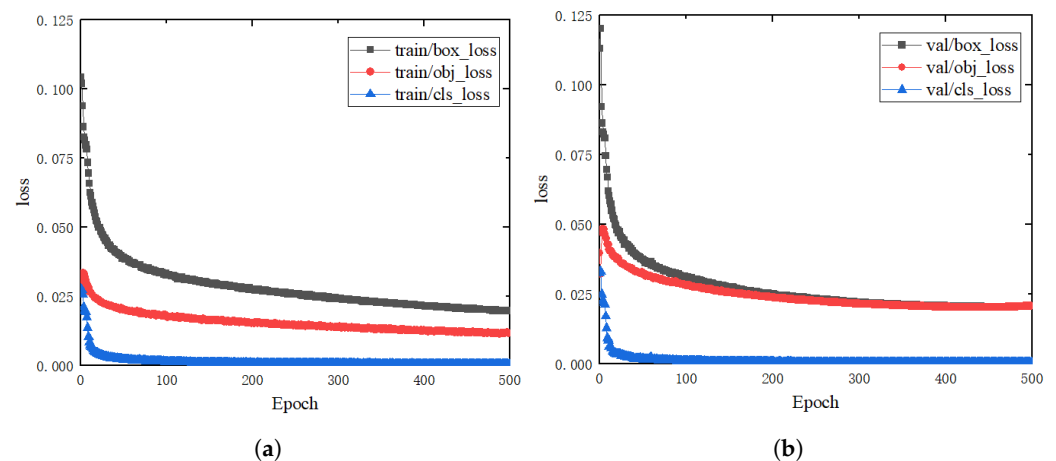 0.125
0.100
0.075
0.050
0.025
0.000
loss
0 100 200 300 400 500
Epoch
train/box_loss
train/obj_loss
train/cls_loss
(a)
0.125
0.100
0.075
0.050
0.025
0.000
loss
0 100 200 300 400 500
Epoch
val/box_loss
val/obj_loss
val/cls_loss
(b)